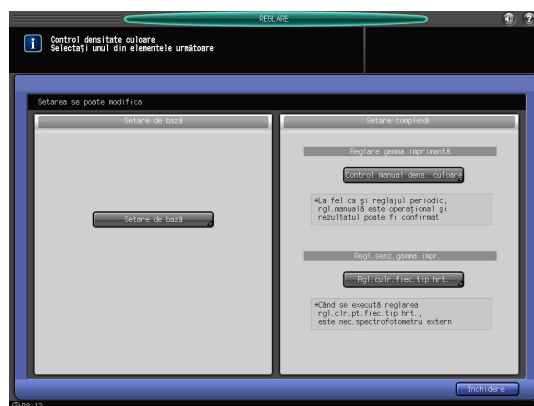 REGLARE
Control densitate culoare
Selectați unul din elementele următoare
Setarea se poate modifica
Setare de bază
Setare de bază
Setare complexă
Reglare gamma imprimantă
Control manual dens. culoare
*La fel ca și reglajul periodic,
rgl.manuală este operațional și
rezultatul poate fi confirmat
Regl.senz.gamma impr.
Rgl.culr.fiec.tip hrt.
*Când se execută reglarea
rgl.clr.pt.fiec.tip hrt.,
este nec.spectrofotometru extern
Închidere